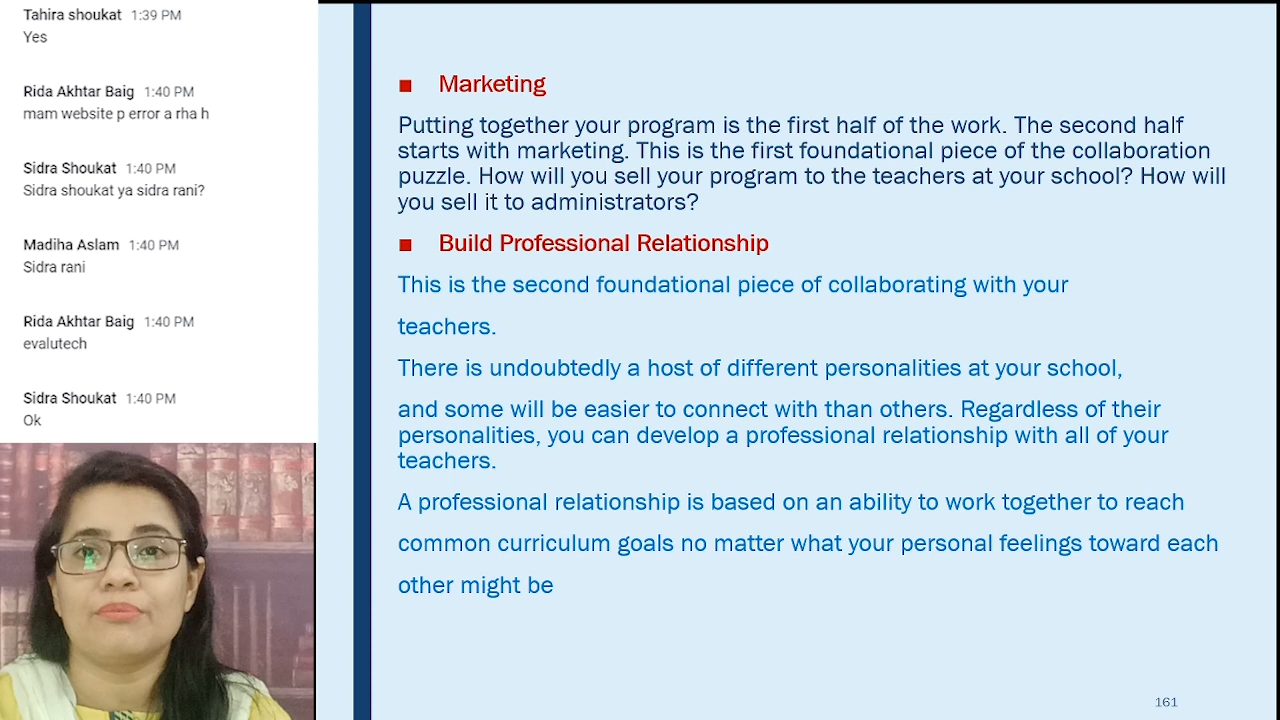 Tahira shoukat 1:39 PM
Yes
Rida Akhtar Baig 1:40 PM
mam website p error a rha h
Sidra Shoukat 1:40 PM
Sidra shoukat ya sidra rani?
Madiha Aslam 1:40 PM
Sidra rani
Rida Akhtar Baig 1:40 PM
evalutech
Sidra Shoukat 1:40 PM
Ok
■ Marketing
Putting together your program is the first half of the work. The second half
starts with marketing. This is the first foundational piece of the collaboration
puzzle. How will you sell your program to the teachers at your school? How will
you sell it to administrators?
■ Build Professional Relationship
This is the second foundational piece of collaborating with your
teachers.
There is undoubtedly a host of different personalities at your school,
and some will be easier to connect with than others. Regardless of their
personalities, you can develop a professional relationship with all of your
teachers.
A professional relationship is based on an ability to work together to reach
common curriculum goals no matter what your personal feelings toward each
other might be
161